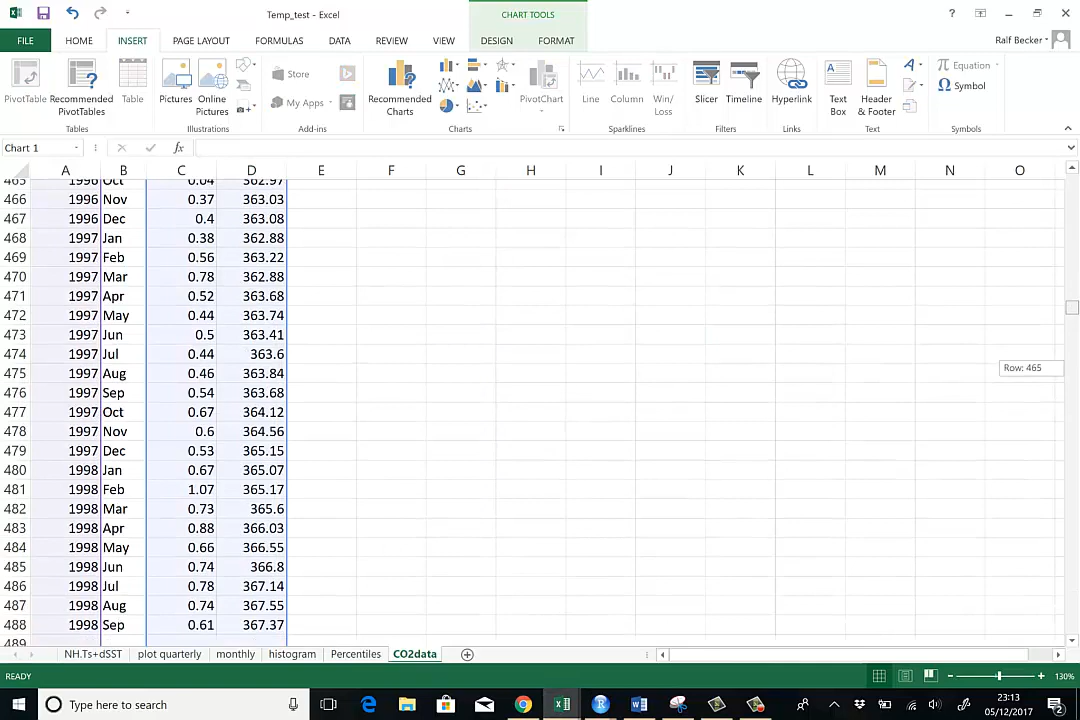 Temp_test - Excel
CHART TOOLS
FILE HOME INSERT PAGE LAYOUT FORMULAS DATA REVIEW VIEW DESIGN FORMAT
Ralf Becker
PivotTable Recommended PivotTables Table Pictures Online Pictures Store My Apps Recommended Charts PivotChart Line Column Win/Loss Slicer Timeline Hyperlink Text Box Header & Footer Equation Symbol
Tables Illustrations Add-ins Charts Sparklines Filters Links Text Symbols
Chart 1 fx
A B C D E F G H I J K L M N O
465 1996 Oct 0.04 362.97
466 1996 Nov 0.37 363.03
467 1996 Dec 0.4 363.08
468 1997 Jan 0.38 362.88
469 1997 Feb 0.56 363.22
470 1997 Mar 0.78 362.88
471 1997 Apr 0.52 363.68
472 1997 May 0.44 363.74
473 1997 Jun 0.5 363.41
474 1997 Jul 0.44 363.6
475 1997 Aug 0.46 363.84
Row: 465
476 1997 Sep 0.54 363.68
477 1997 Oct 0.67 364.12
478 1997 Nov 0.6 364.56
479 1997 Dec 0.53 365.15
480 1998 Jan 0.67 365.07
481 1998 Feb 1.07 365.17
482 1998 Mar 0.73 365.6
483 1998 Apr 0.88 366.03
484 1998 May 0.66 366.55
485 1998 Jun 0.74 366.8
486 1998 Jul 0.78 367.14
487 1998 Aug 0.74 367.55
488 1998 Sep 0.61 367.37
489
NH.Ts+dSST plot quarterly monthly histogram Percentiles CO2data
READY 130%
Type here to search
23:13
05/12/2017
2